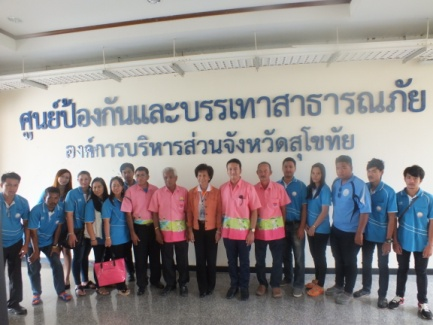 ศูนย์ป้องกันและบรรเทาสาธารณภัย
องค์การบริหารส่วนจังหวัดสุโขทัย